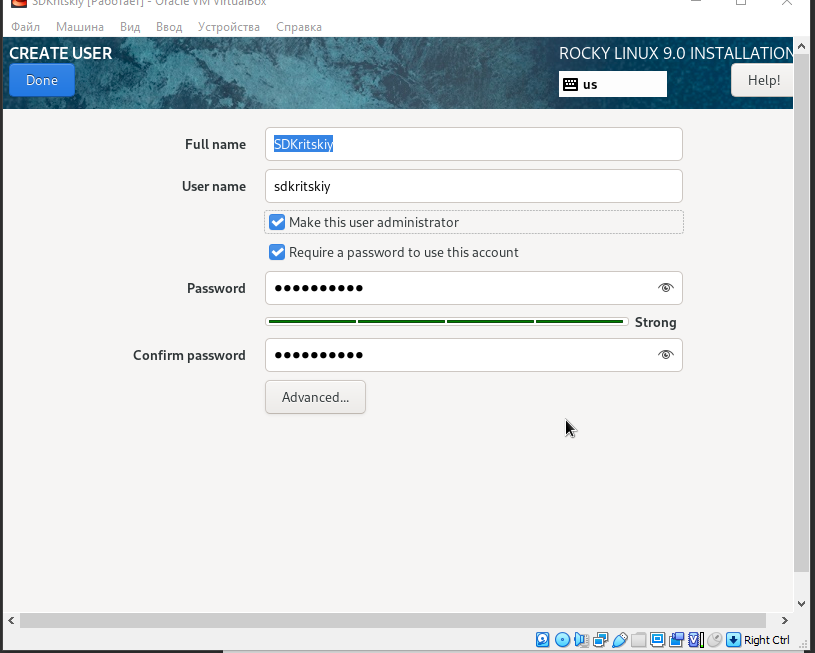 SDKritskiy [Работает] - Oracle VM VirtualBox
Файл Машина Вид Ввод Устройства Справка
CREATE USER
ROCKY LINUX 9.0 INSTALLATION
Done
us
Help!
Full name
SDKritskiy
User name
sdkritskiy
Make this user administrator
Require a password to use this account
Password
●●●●●●●●●●
Strong
Confirm password
●●●●●●●●●●
Advanced...
Right Ctrl